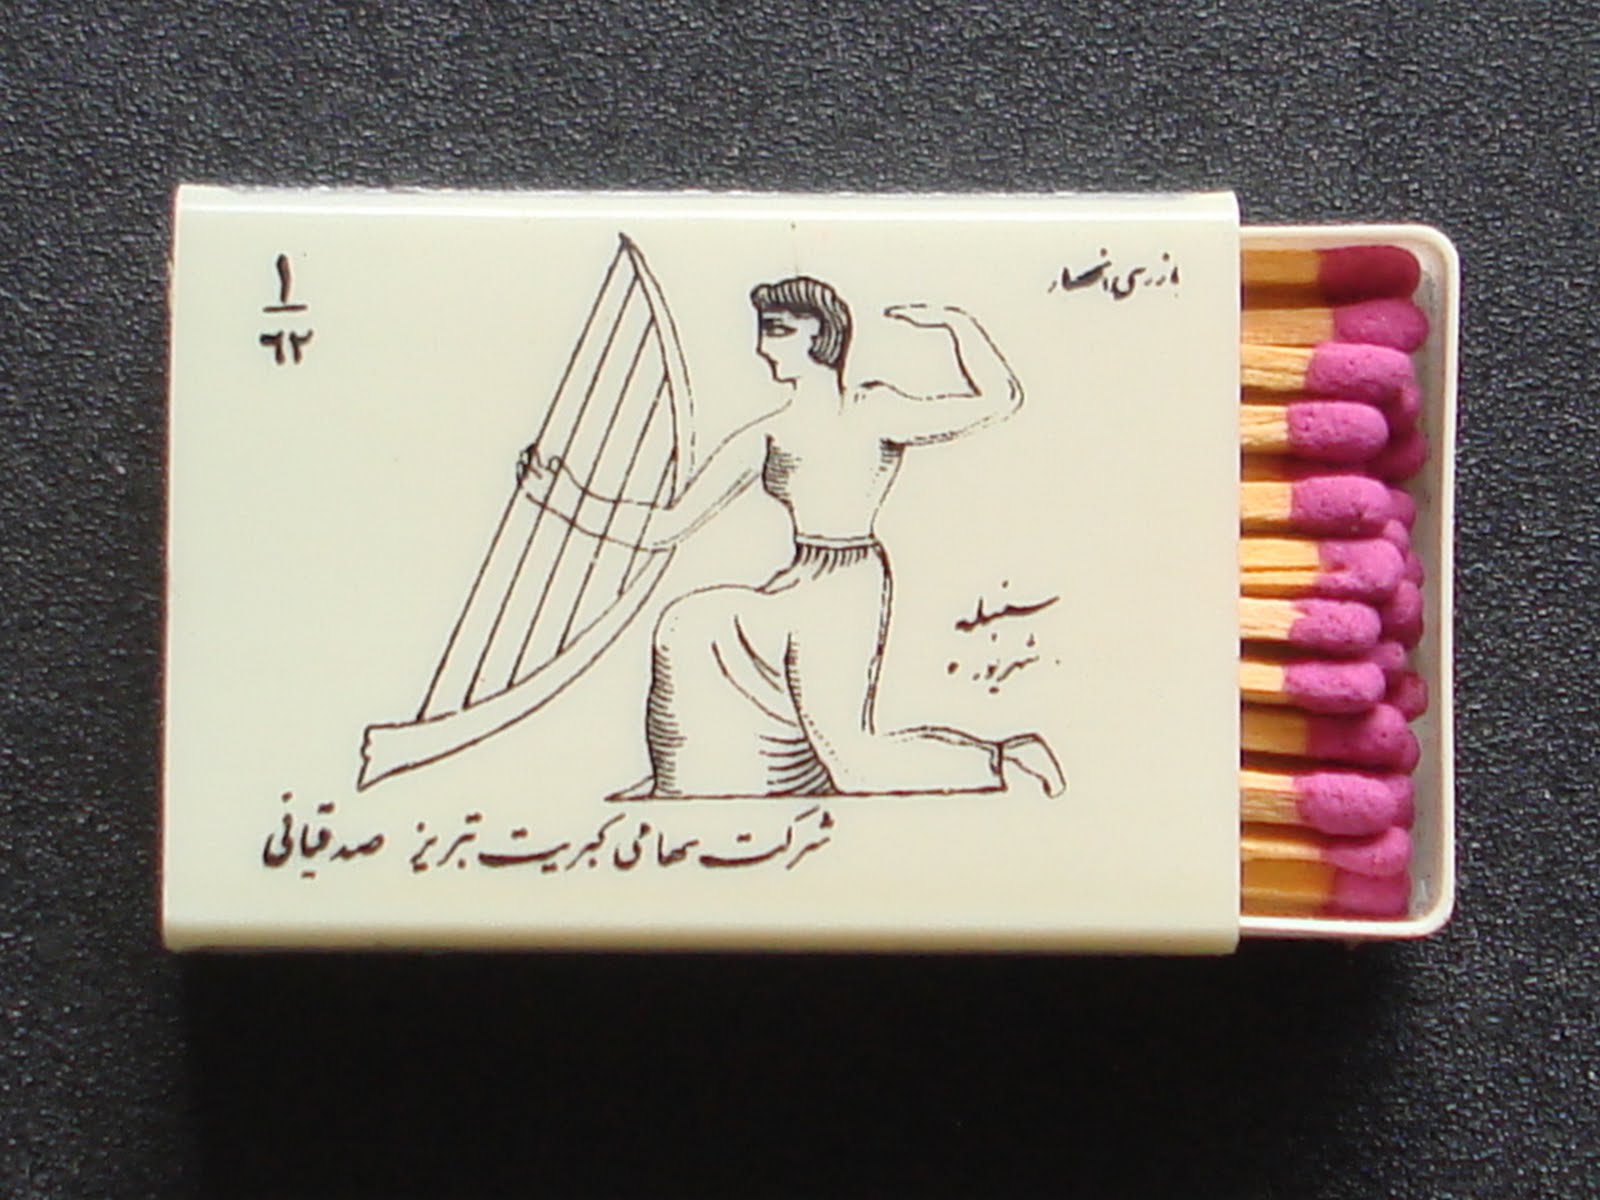 ۱
۶۲
سنبله
شهریور
شرکت سهامی کبریت تبریز صدقیانی